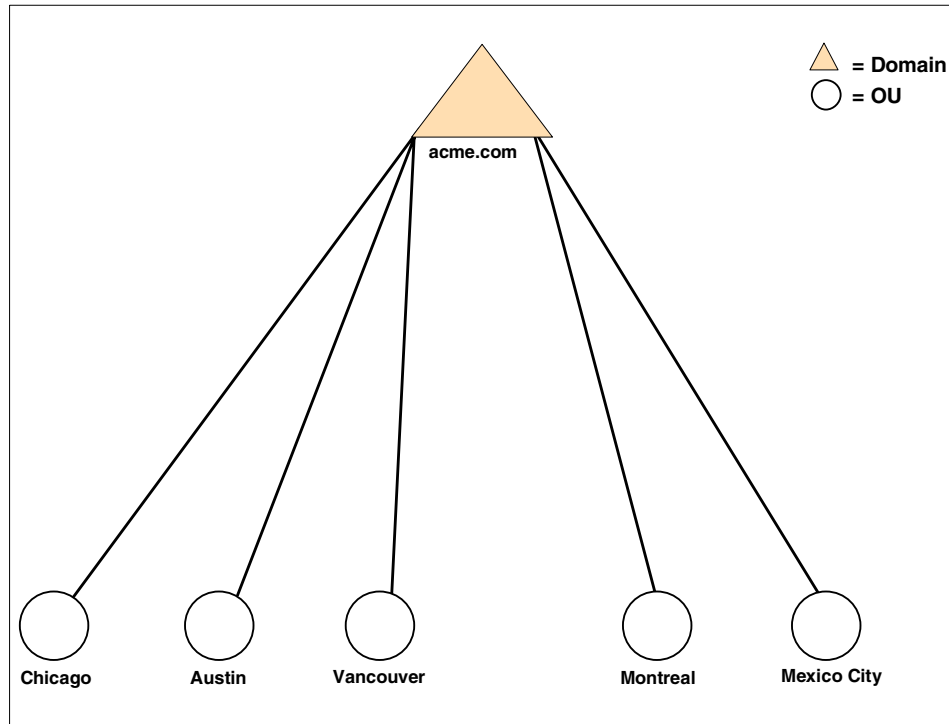 = Domain
= OU
acme.com
Chicago
Austin
Vancouver
Montreal
Mexico City